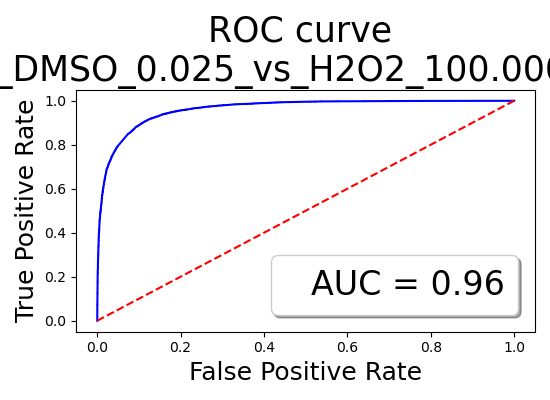 ROC curve
_DMSO_0.025_vs_H2O2_100.000
True Positive Rate
1.0
0.8
0.6
0.4
0.2
0.0
AUC = 0.96
0.0 0.2 0.4 0.6 0.8 1.0
False Positive Rate